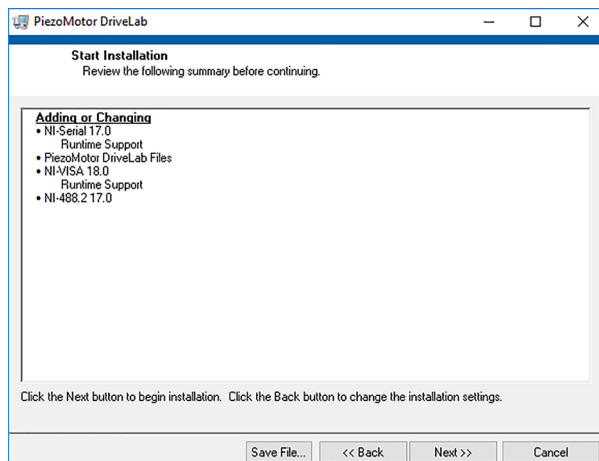 PiezoMotor DriveLab
Start Installation
Review the following summary before continuing.
Adding or Changing
• NI-Serial 17.0
Runtime Support
• PiezoMotor DriveLab Files
• NI-VISA 18.0
Runtime Support
• NI-488.2 17.0
Click the Next button to begin installation. Click the Back button to change the installation settings.
Save File... << Back Next >> Cancel